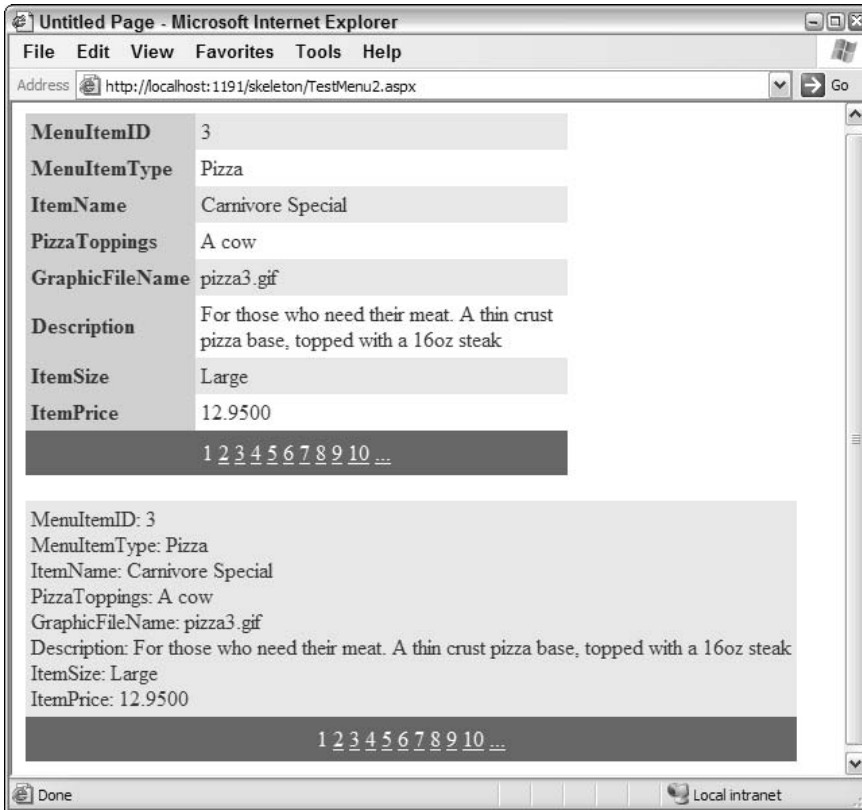 Untitled Page - Microsoft Internet Explorer
File Edit View Favorites Tools Help
Address http://localhost:1191/skeleton/TestMenu2.aspx Go
MenuItemID 3
MenuItemType Pizza
ItemName Carnivore Special
PizzaToppings A cow
GraphicFileName pizza3.gif
Description For those who need their meat. A thin crust
pizza base, topped with a 16oz steak
ItemSize Large
ItemPrice 12.9500
1 2 3 4 5 6 7 8 9 10 ...
MenuItemID: 3
MenuItemType: Pizza
ItemName: Carnivore Special
PizzaToppings: A cow
GraphicFileName: pizza3.gif
Description: For those who need their meat. A thin crust pizza base, topped with a 16oz steak
ItemSize: Large
ItemPrice: 12.9500
1 2 3 4 5 6 7 8 9 10 ...
Done Local intranet